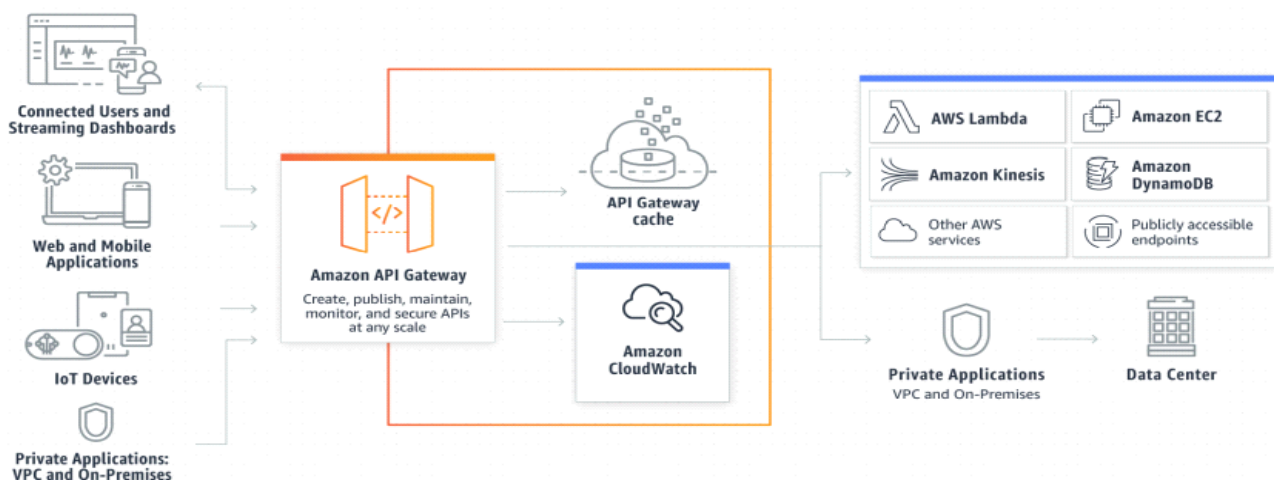 Connected Users and
Streaming Dashboards
Web and Mobile
Applications
IoT Devices
Private Applications:
VPC and On-Premises
</>
Amazon API Gateway
Create, publish, maintain,
monitor, and secure APIs
at any scale
API Gateway
cache
Amazon
CloudWatch
AWS Lambda
Amazon EC2
Amazon Kinesis
Amazon
DynamoDB
Other AWS
services
Publicly accessible
endpoints
Private Applications
VPC and On-Premises
Data Center